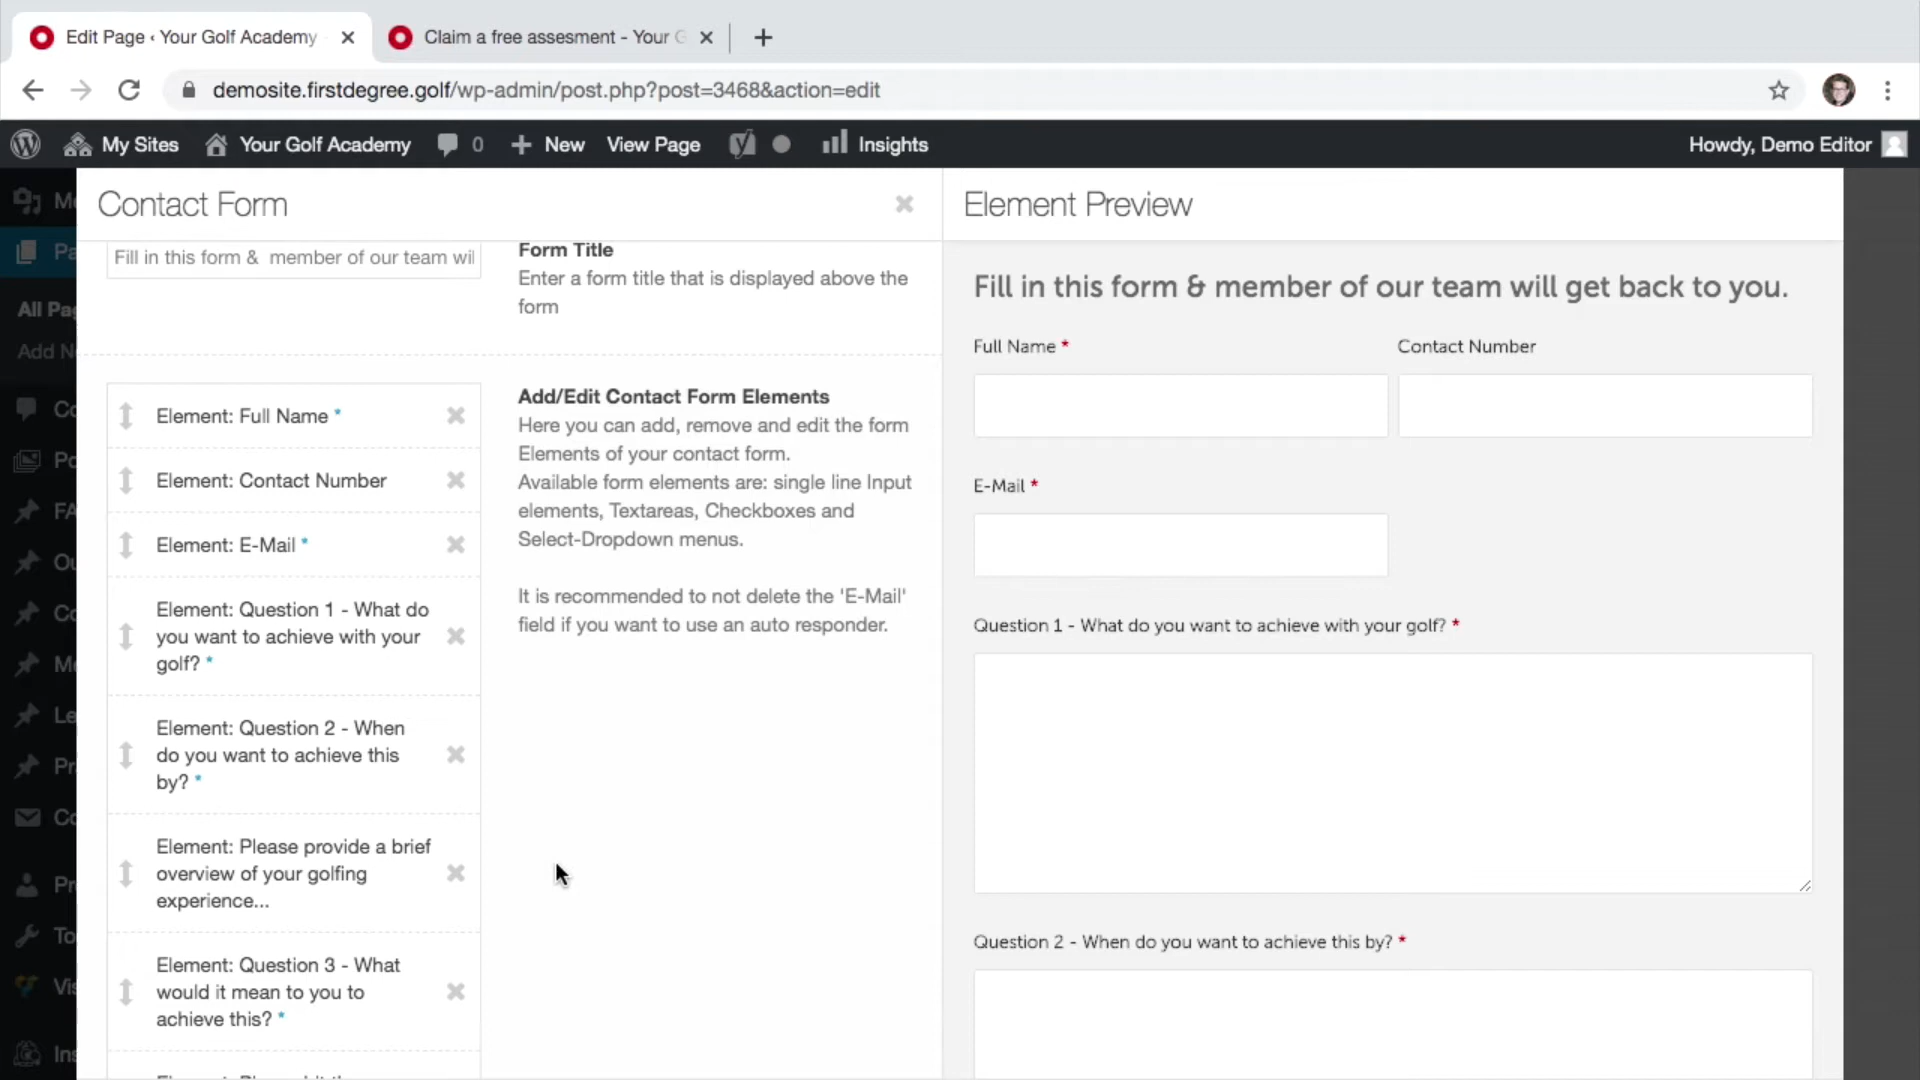 Edit Page ‹ Your Golf Academy
Claim a free assesment - Your G
demosite.firstdegree.golf/wp-admin/post.php?post=3468&action=edit
My Sites
Your Golf Academy
0
New
View Page
Insights
Howdy, Demo Editor
Contact Form
Element Preview
Fill in this form &  member of our team wil
Form Title
Enter a form title that is displayed above the
form
All Pag
Add N
Element: Full Name *
Element: Contact Number
Element: E-Mail *
Element: Question 1 - What do
you want to achieve with your
golf? *
Element: Question 2 - When
do you want to achieve this
by? *
Element: Please provide a brief
overview of your golfing
experience...
Element: Question 3 - What
would it mean to you to
achieve this? *
Add/Edit Contact Form Elements
Here you can add, remove and edit the form
Elements of your contact form.
Available form elements are: single line Input
elements, Textareas, Checkboxes and
Select-Dropdown menus.
It is recommended to not delete the 'E-Mail'
field if you want to use an auto responder.
Fill in this form & member of our team will get back to you.
Full Name *
Contact Number
E-Mail *
Question 1 - What do you want to achieve with your golf? *
Question 2 - When do you want to achieve this by? *